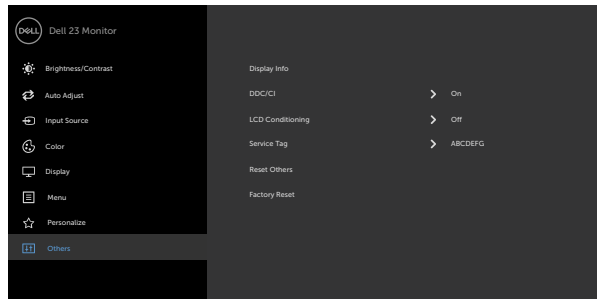 DELL Dell 23 Monitor
Brightness/Contrast
Auto Adjust
Input Source
Color
Display
Menu
Personalize
Others
Display Info
DDC/CI On
LCD Conditioning Off
Service Tag ABCDEFG
Reset Others
Factory Reset